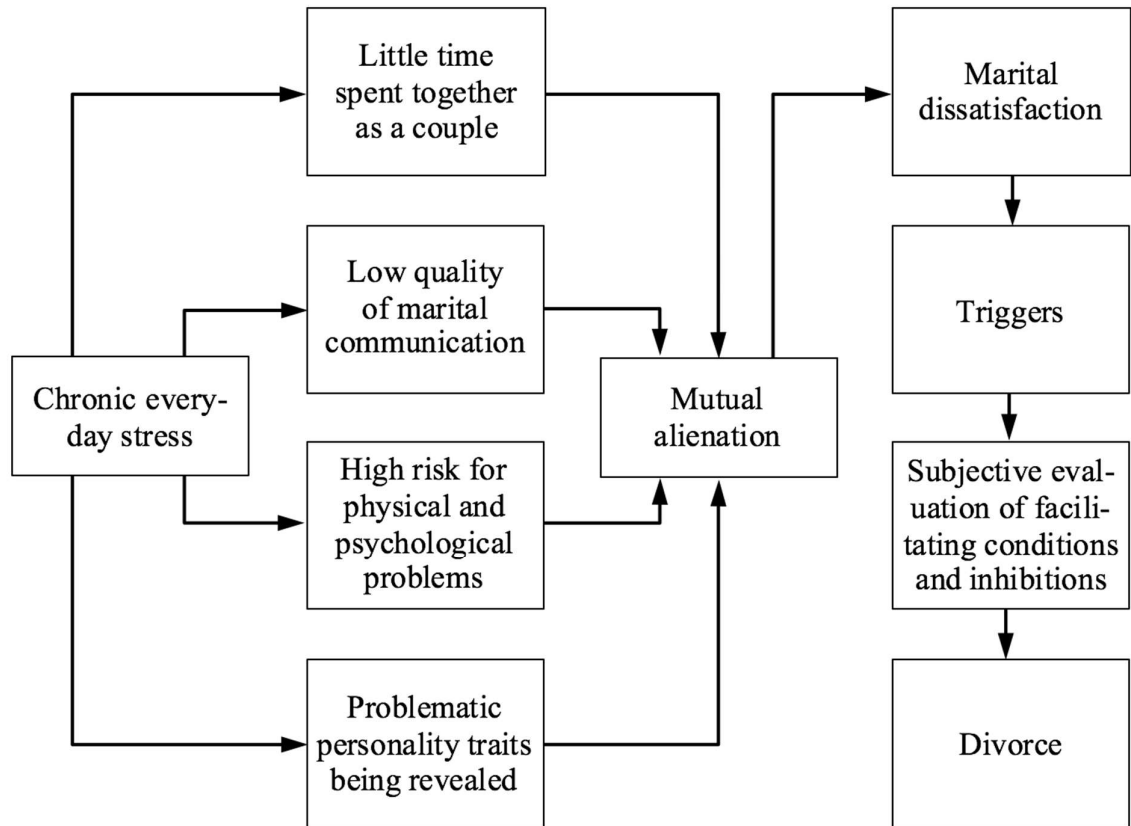 Little time
spent together
as a couple
Marital
dissatisfaction
Low quality
of marital
communication
Triggers
Chronic every-
day stress
Mutual
alienation
High risk for
physical and
psychological
problems
Subjective eval-
uation of facili-
tating conditions
and inhibitions
Problematic
personality traits
being revealed
Divorce